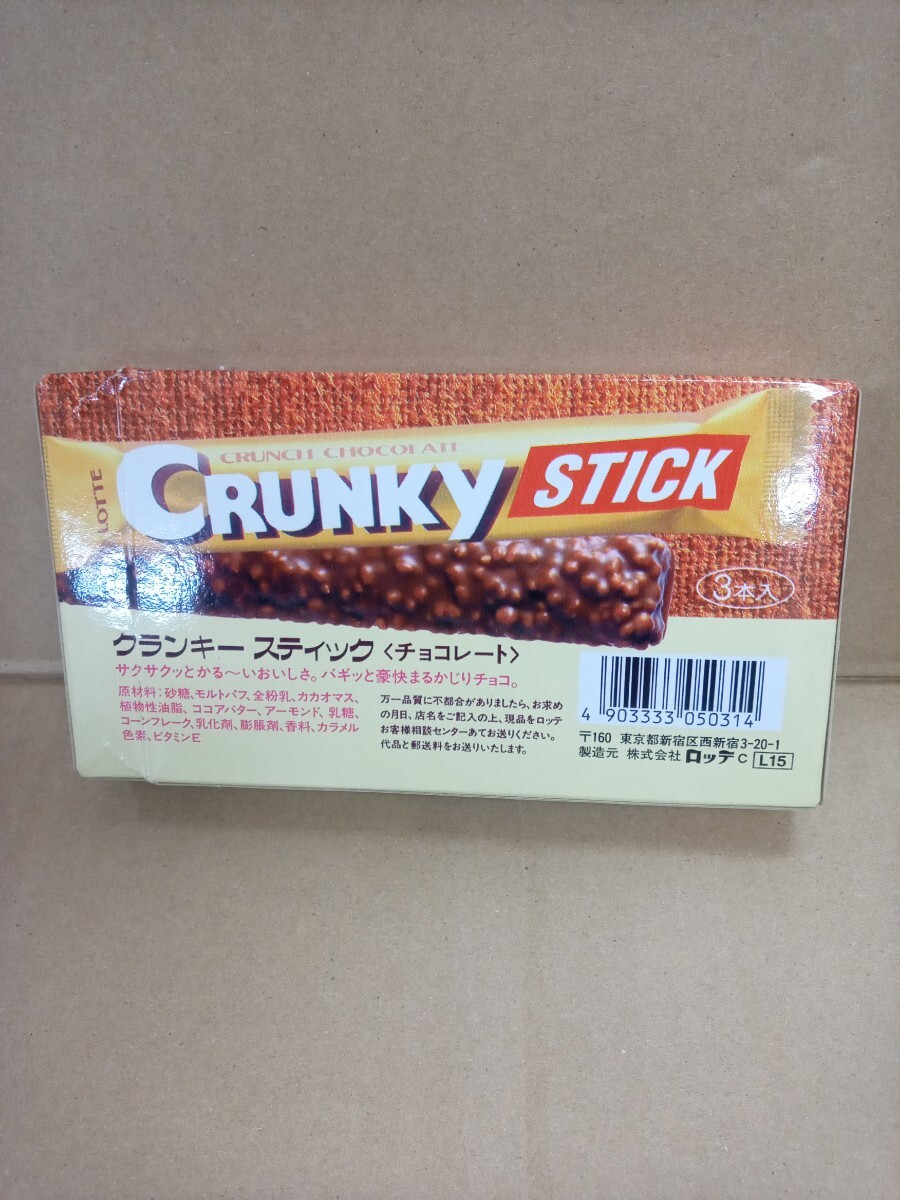 LOTTE
CRUNCH CHOCOLATE
CRUNKY STICK
3本入
クランキー スティック〈チョコレート〉
サクサクッとかる〜いおいしさ。バギッと豪快まるかじりチョコ。
原材料:砂糖、モルトパフ、全粉乳、カカオマス、
植物性油脂、ココアバター、アーモンド、乳糖、
コーンフレーク、乳化剤、膨脹剤、香料、カラメル
色素、ビタミンE
万一品質に不都合がありましたら、お求め
の月日、店名をご記入の上、現品をロッテ
お客様相談センターあてお送りください。
代品と郵送料をお送りいたします。
4 903333 050314
〒160 東京都新宿区西新宿3-20-1
製造元 株式会社 ロッテ C L15